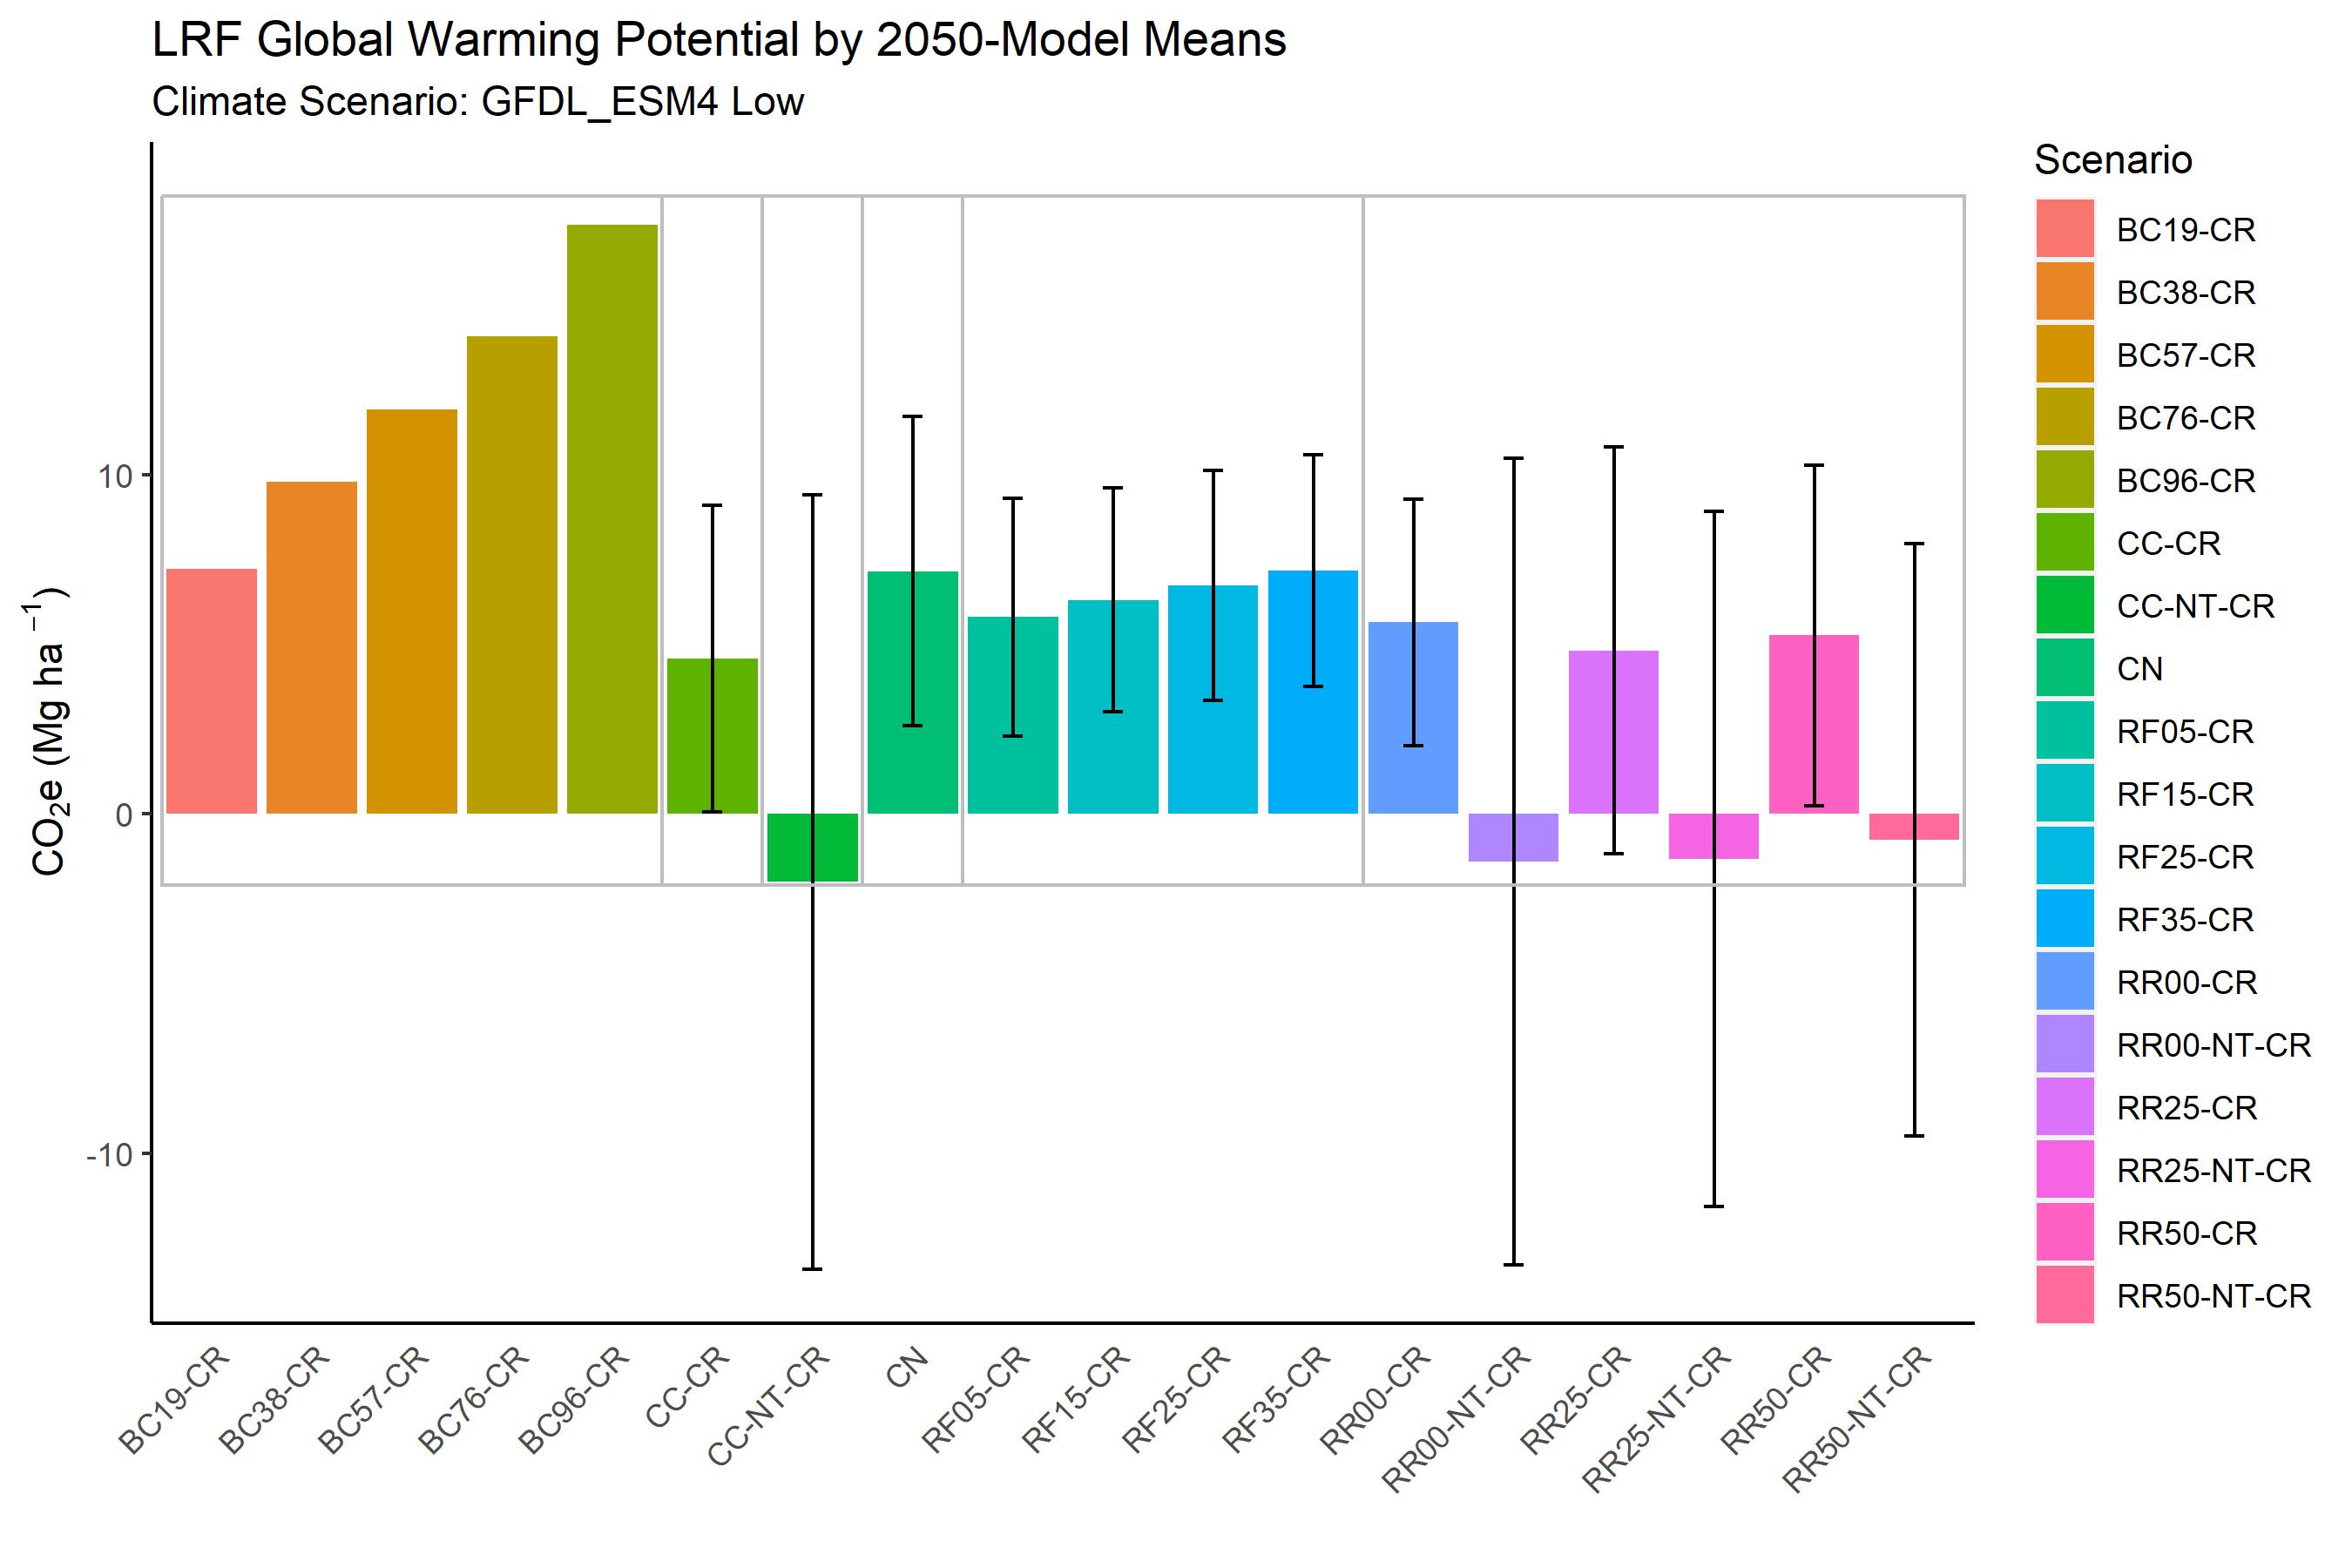 LRF Global Warming Potential by 2050-Model Means
Climate Scenario: GFDL_ESM4 Low
CO₂e (Mg ha ⁻¹)
10
0
-10
BC19-CR
BC38-CR
BC57-CR
BC76-CR
BC96-CR
CC-CR
CC-NT-CR
CN
RF05-CR
RF15-CR
RF25-CR
RF35-CR
RR00-CR
RR00-NT-CR
RR25-CR
RR25-NT-CR
RR50-CR
RR50-NT-CR
Scenario
BC19-CR
BC38-CR
BC57-CR
BC76-CR
BC96-CR
CC-CR
CC-NT-CR
CN
RF05-CR
RF15-CR
RF25-CR
RF35-CR
RR00-CR
RR00-NT-CR
RR25-CR
RR25-NT-CR
RR50-CR
RR50-NT-CR